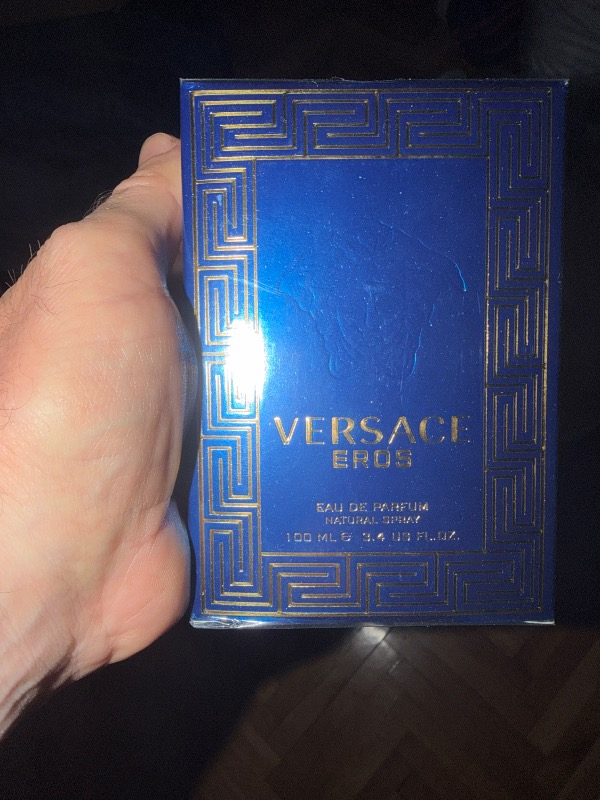 VERSACE
EROS
EAU DE PARFUM
NATURAL SPRAY
100 ML ℮ 3.4 US FL.OZ.